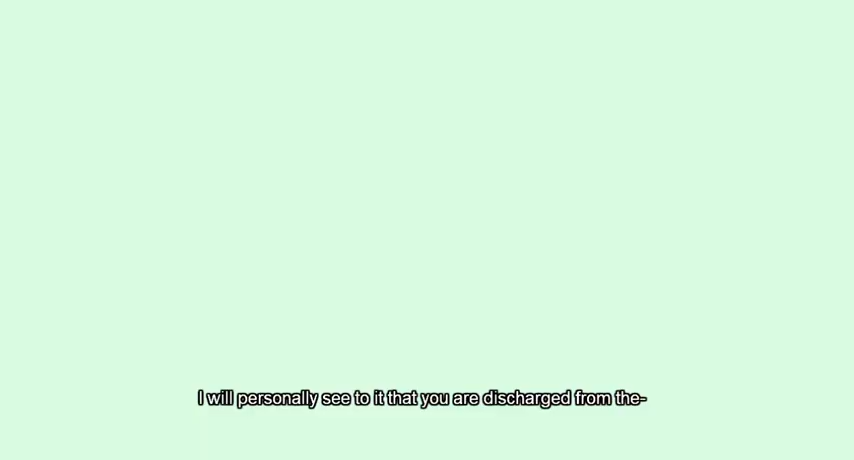 I will personally see to it that you are discharged from the-